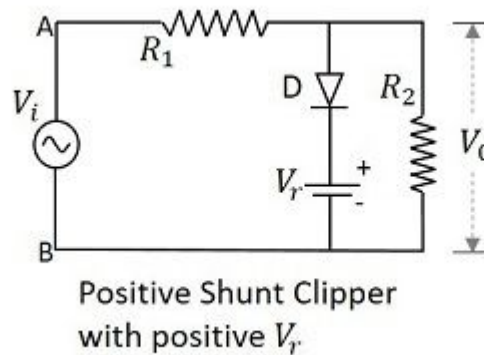 A
R₁
D
R₂
Vᵢ
Vᵣ
+
-
V₀
B
Positive Shunt Clipper
with positive Vᵣ